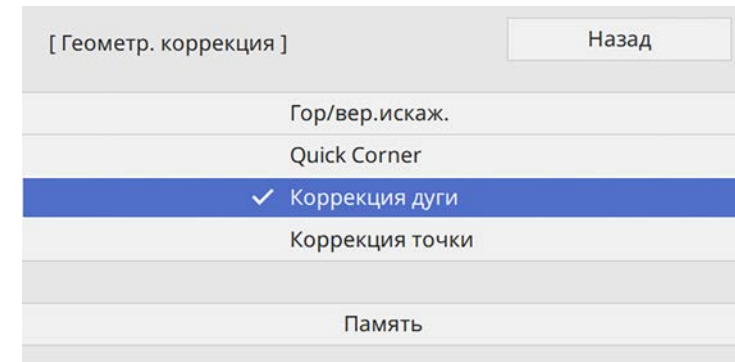 [ Геометр. коррекция ]
Назад
Гор/вер.искаж.
Quick Corner
Коррекция дуги
Коррекция точки
Память